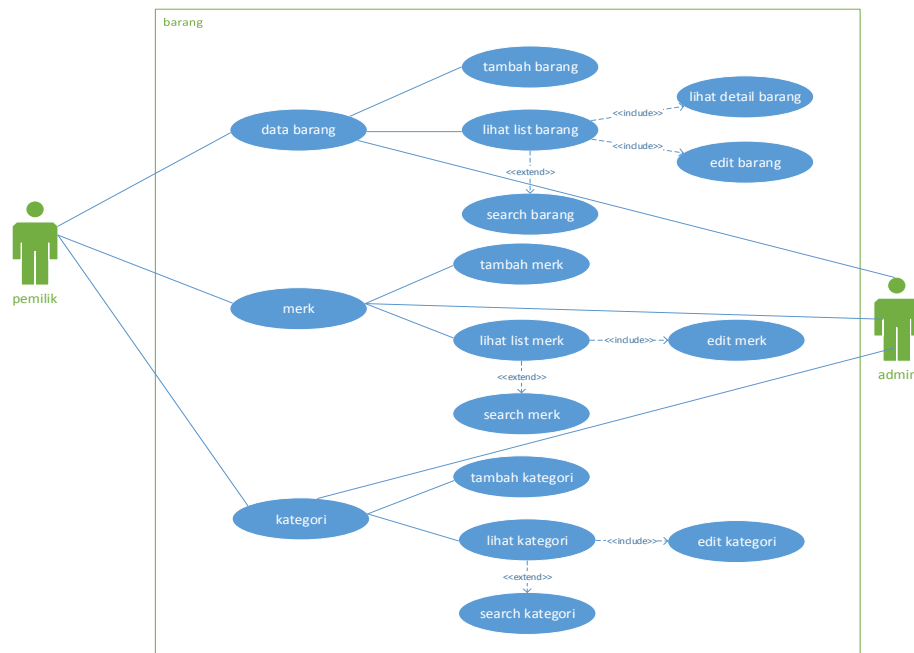 barang
tambah barang
lihat detail barang
<<include>>
data barang
lihat list barang
<<include>>
edit barang
<<extend>>
search barang
pemilik
tambah merk
merk
lihat list merk
<<include>>
edit merk
<<extend>>
admin
search merk
tambah kategori
kategori
lihat kategori
<<include>>
edit kategori
<<extend>>
search kategori